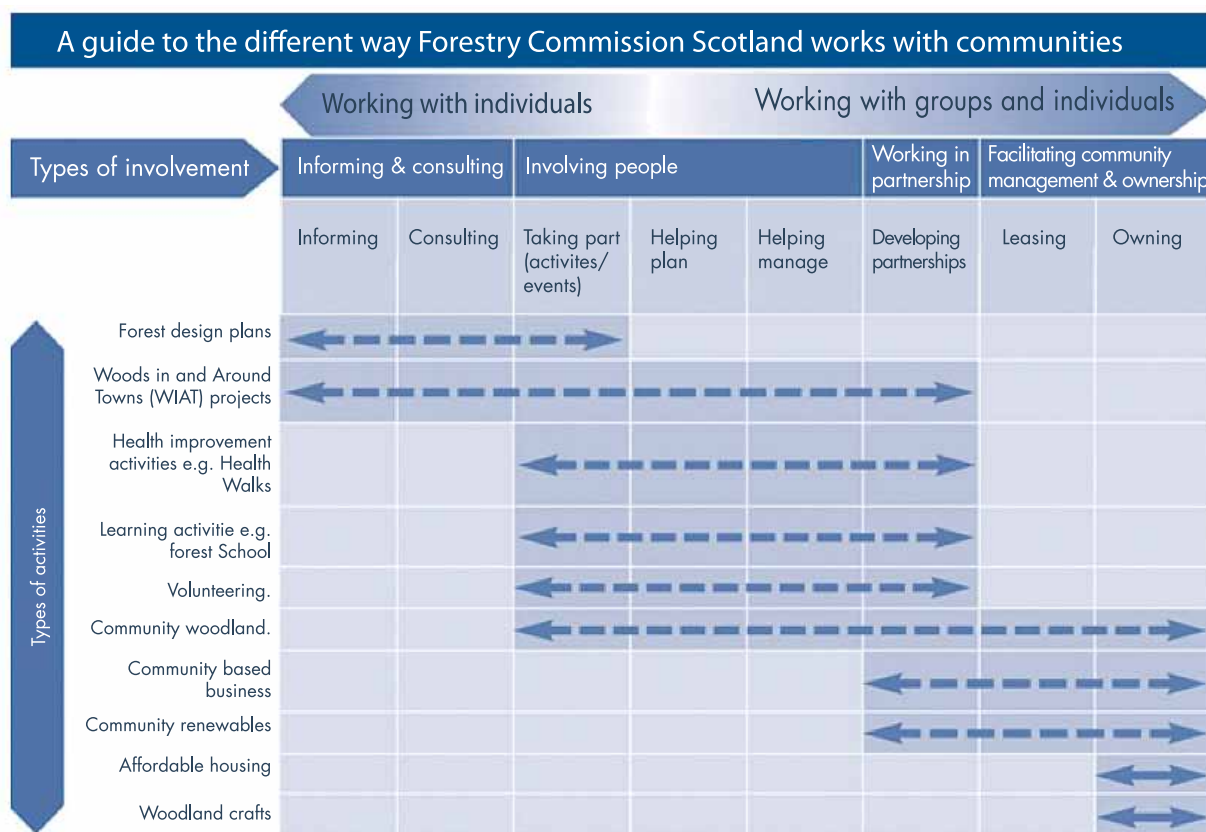 A guide to the different way Forestry Commission Scotland works with communities
Working with individuals
Working with groups and individuals
Types of involvement
Informing & consulting
Involving people
Working in
partnership
Facilitating community
management & ownership
Informing
Consulting
Taking part
(activites/
events)
Helping
plan
Helping
manage
Developing
partnerships
Leasing
Owning
Types of activities
Forest design plans
Woods in and Around
Towns (WIAT) projects
Health improvement
activities e.g. Health
Walks
Learning activitie e.g.
forest School
Volunteering.
Community woodland.
Community based
business
Community renewables
Affordable housing
Woodland crafts